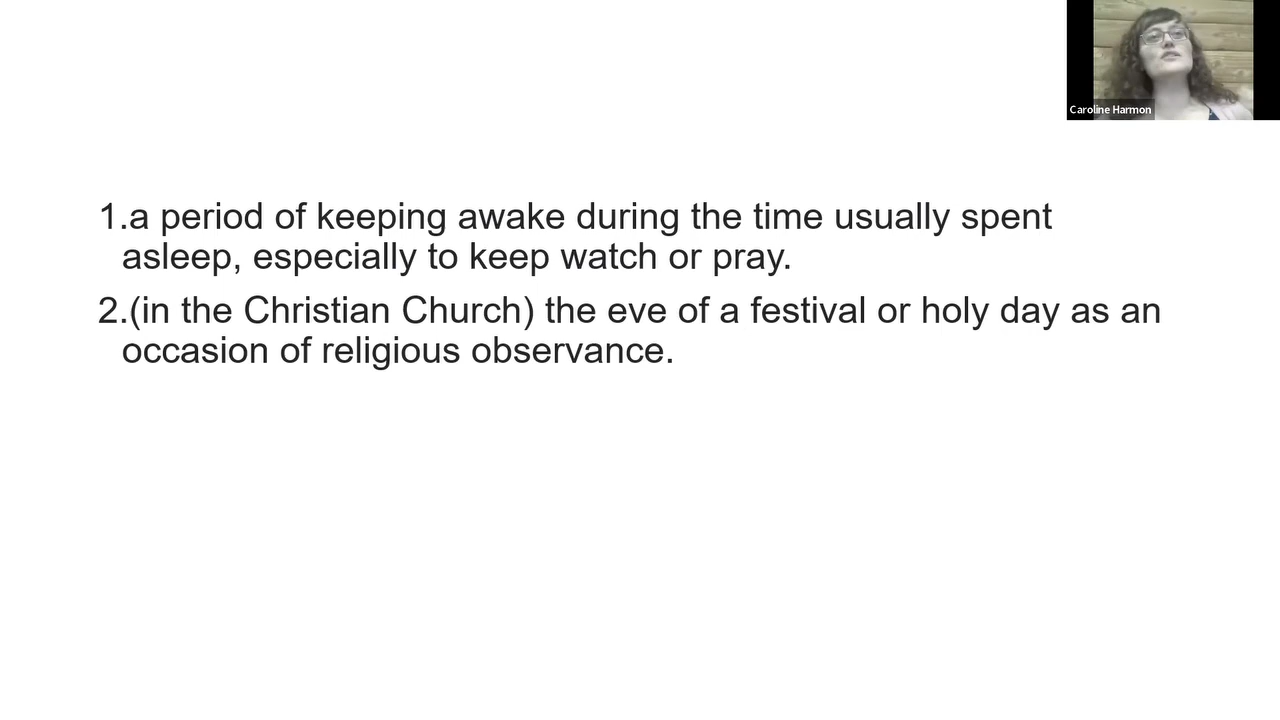 Caroline Harmon
1.a period of keeping awake during the time usually spent
asleep, especially to keep watch or pray.
2.(in the Christian Church) the eve of a festival or holy day as an
occasion of religious observance.